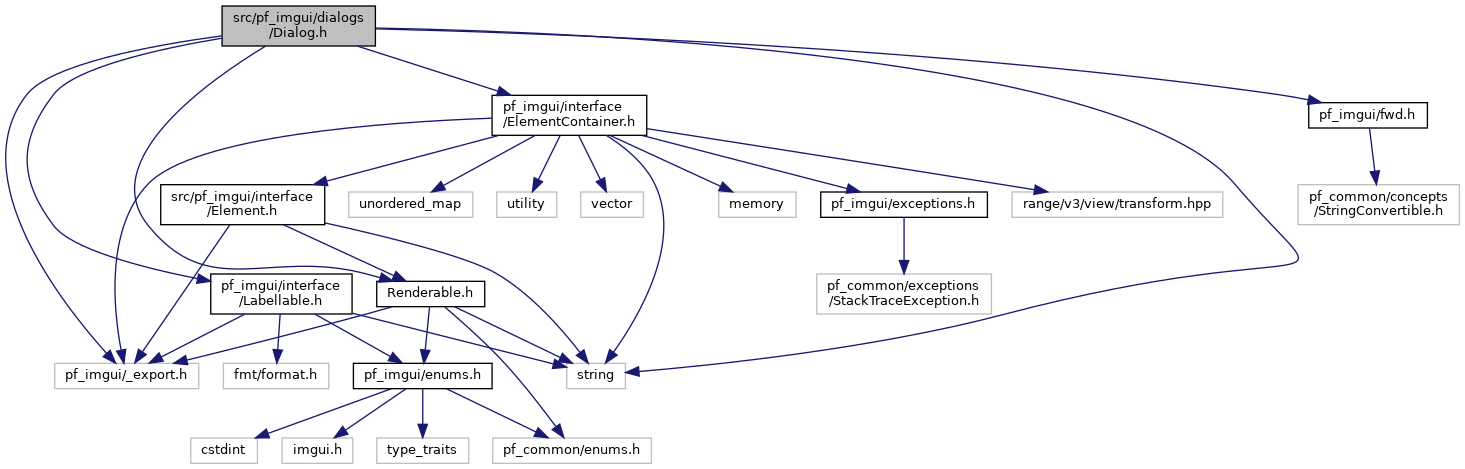 src/pf_imgui/dialogs
/Dialog.h
pf_imgui/interface
/ElementContainer.h
pf_imgui/fwd.h
src/pf_imgui/interface
/Element.h
unordered_map
utility
vector
memory
pf_imgui/exceptions.h
range/v3/view/transform.hpp
pf_common/concepts
/StringConvertible.h
pf_imgui/interface
/Labellable.h
Renderable.h
pf_common/exceptions
/StackTraceException.h
pf_imgui/_export.h
fmt/format.h
pf_imgui/enums.h
string
cstdint
imgui.h
type_traits
pf_common/enums.h